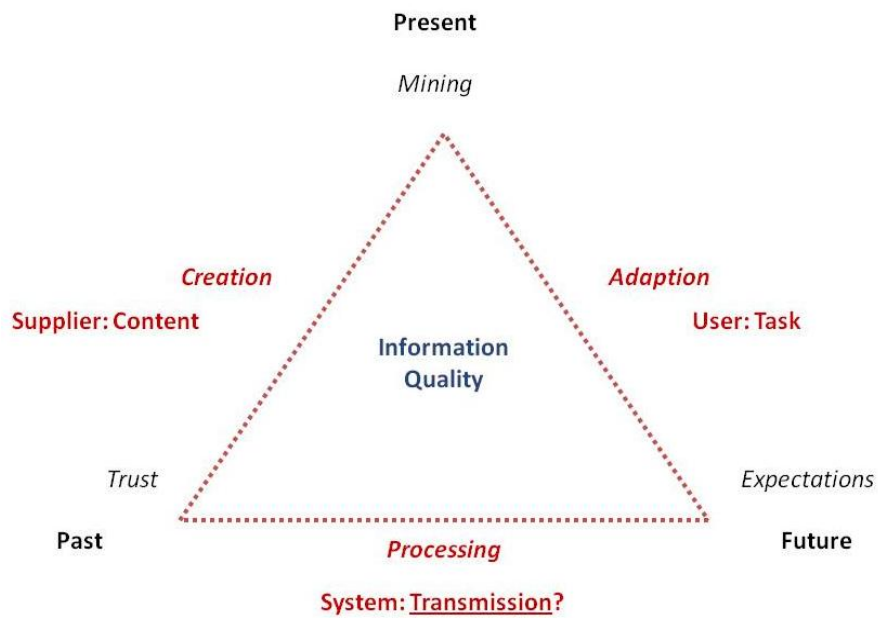 Present
Mining
Creation
Adaption
Supplier: Content
User: Task
Information
Quality
Trust
Expectations
Past
Future
Processing
System: Transmission?